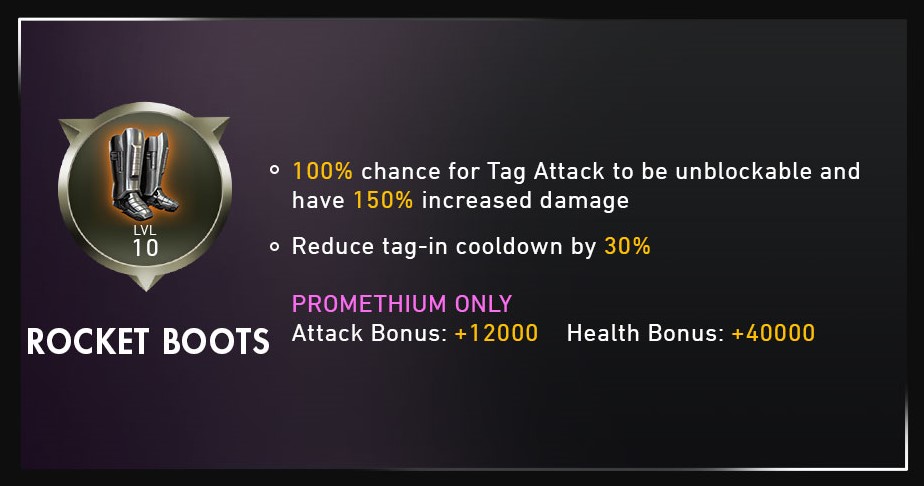 LVL
10
ROCKET BOOTS
100% chance for Tag Attack to be unblockable and
have 150% increased damage
Reduce tag-in cooldown by 30%
PROMETHIUM ONLY
Attack Bonus: +12000 Health Bonus: +40000